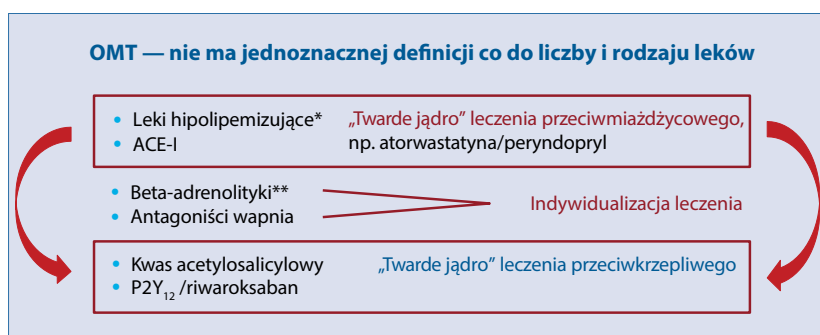 OMT — nie ma jednoznacznej definicji co do liczby i rodzaju leków
• Leki hipolipemizujące* „Twarde jądro” leczenia przeciwmiażdżycowego,
• ACE-I np. atorwastatyna/peryndopryl
• Beta-adrenolityki**
• Antagoniści wapnia
Indywidualizacja leczenia
• Kwas acetylosalicylowy „Twarde jądro” leczenia przeciwkrzepliwego
• P2Y₁₂ /riwaroksaban